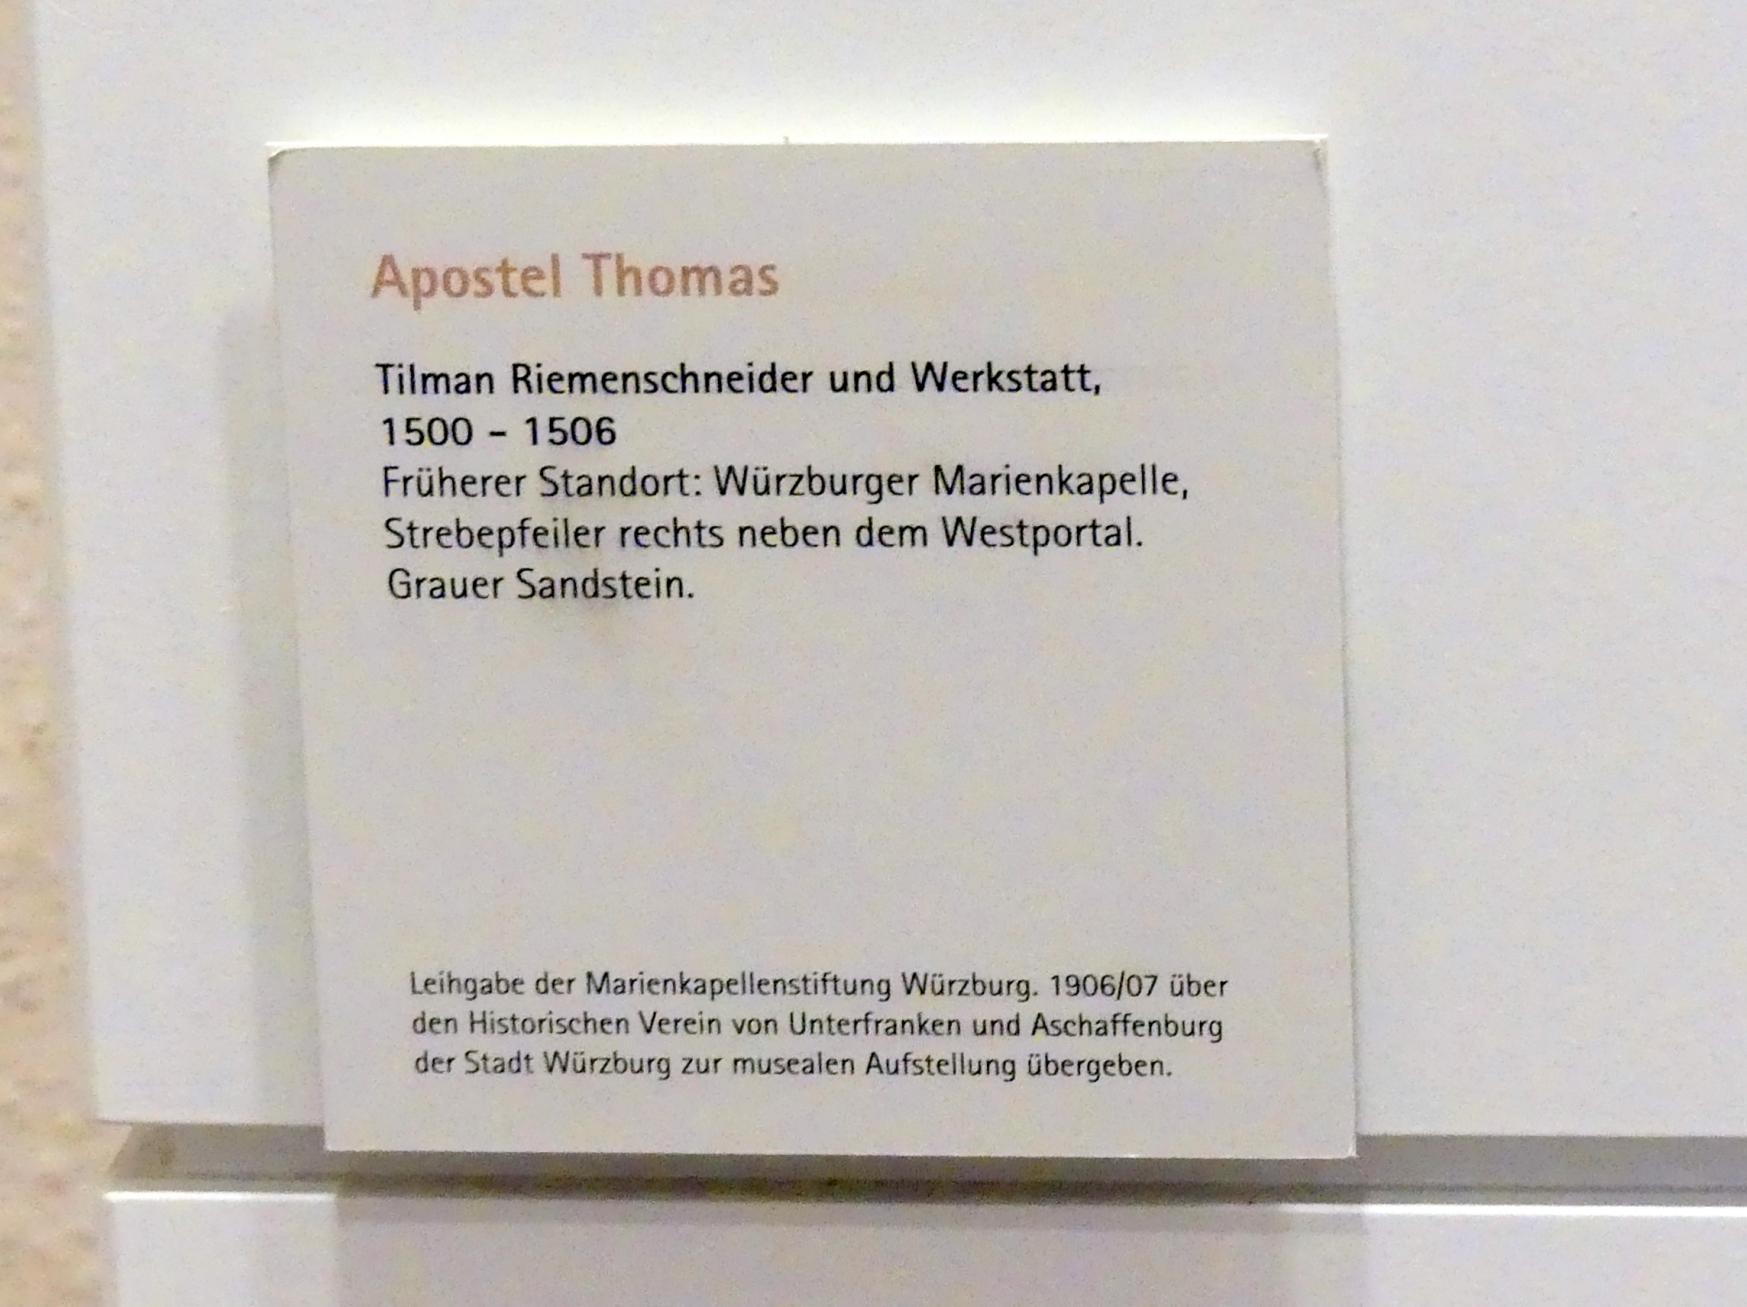 Apostel Thomas
Tilman Riemenschneider und Werkstatt,
1500 – 1506
Früherer Standort: Würzburger Marienkapelle,
Strebepfeiler rechts neben dem Westportal.
Grauer Sandstein.
Leihgabe der Marienkapellenstiftung Würzburg. 1906/07 über
den Historischen Verein von Unterfranken und Aschaffenburg
der Stadt Würzburg zur musealen Aufstellung übergeben.